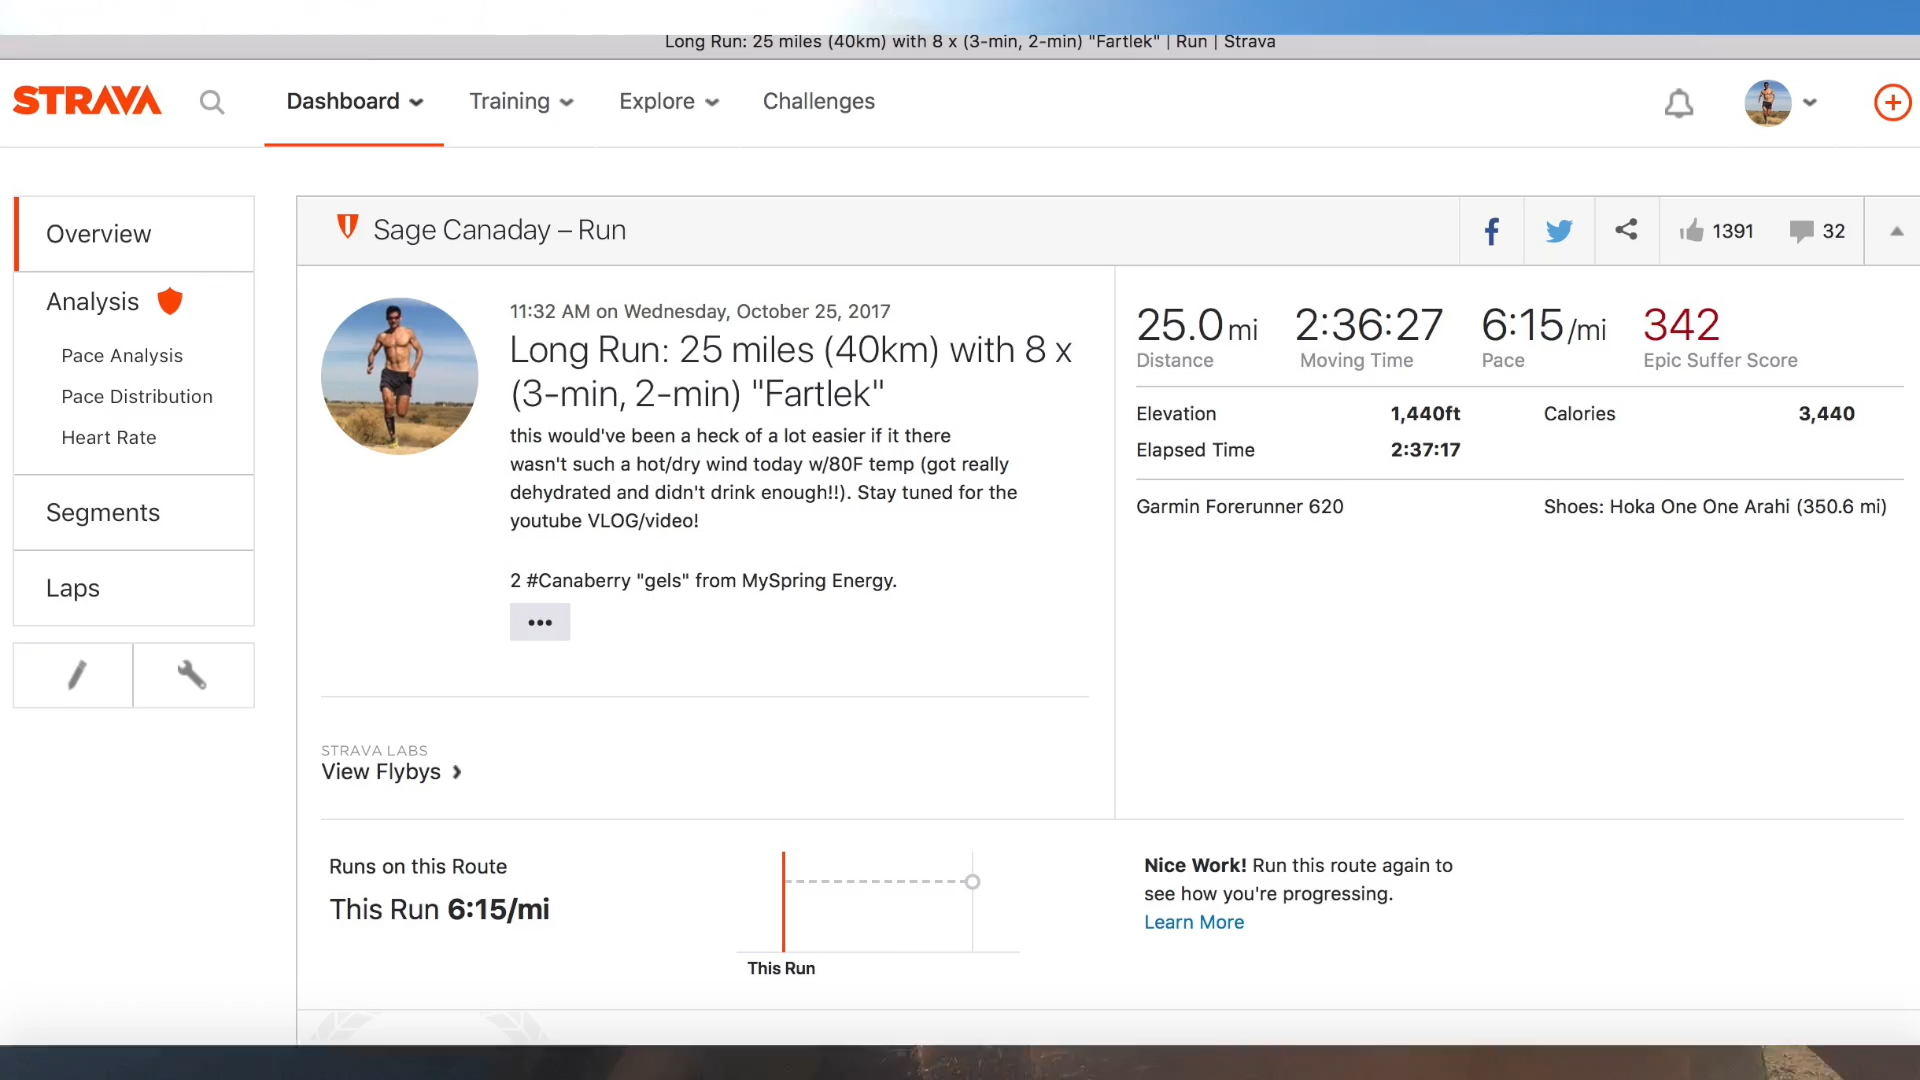 Long Run: 25 miles (40km) with 8 x (3-min, 2-min) "Fartlek" | Run | Strava
STRAVA
Dashboard
Training
Explore
Challenges
Overview
Analysis
Pace Analysis
Pace Distribution
Heart Rate
Segments
Laps
Sage Canaday – Run
1391
32
11:32 AM on Wednesday, October 25, 2017
Long Run: 25 miles (40km) with 8 x
(3-min, 2-min) "Fartlek"
this would've been a heck of a lot easier if it there
wasn't such a hot/dry wind today w/80F temp (got really
dehydrated and didn't drink enough!!). Stay tuned for the
youtube VLOG/video!
2 #Canaberry "gels" from MySpring Energy.
25.0 mi
Distance
2:36:27
Moving Time
6:15/mi
Pace
342
Epic Suffer Score
Elevation 1,440ft
Calories 3,440
Elapsed Time 2:37:17
Garmin Forerunner 620
Shoes: Hoka One One Arahi (350.6 mi)
STRAVA LABS
View Flybys
Runs on this Route
This Run 6:15/mi
This Run
Nice Work! Run this route again to
see how you're progressing.
Learn More